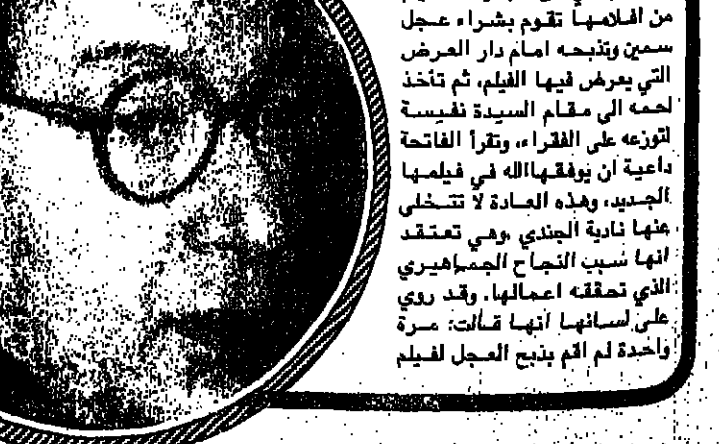 من افلامها تقوم بشراء عجل
سمين وتذبحه امام دار العرض
التي يعرض فيها الفيلم، ثم تأخذ
لحمه الى مقام السيدة نفيسة
لتوزعه على الفقراء، وتقرأ الفاتحة
داعية ان يوفقها الله في فيلمها
الجديد، وهذه العادة لا تتخلى
عنها نادية الجندي .وهي تعتقد
انها سبب النجاح الجماهيري
الذي تحققه اعمالها. وقد روي
على لسانها انها قالت: مرة
واحدة لم اقم بذبح العجل لفيلم